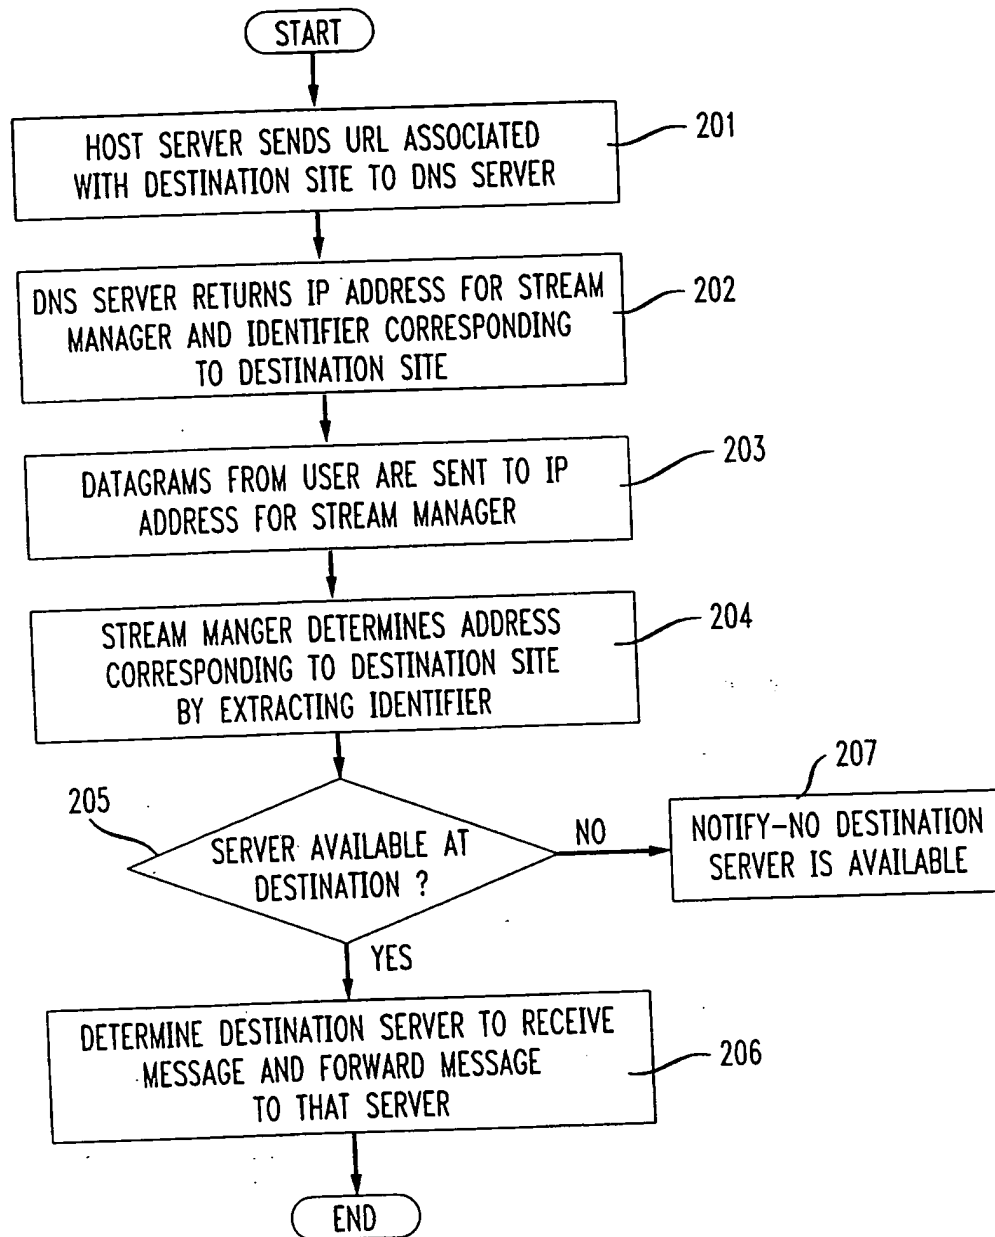 START
HOST SERVER SENDS URL ASSOCIATED
WITH DESTINATION SITE TO DNS SERVER
201
DNS SERVER RETURNS IP ADDRESS FOR STREAM
MANAGER AND IDENTIFIER CORRESPONDING
TO DESTINATION SITE
202
DATAGRAMS FROM USER ARE SENT TO IP
ADDRESS FOR STREAM MANAGER
203
STREAM MANGER DETERMINES ADDRESS
CORRESPONDING TO DESTINATION SITE
BY EXTRACTING IDENTIFIER
204
205
SERVER AVAILABLE AT
DESTINATION ?
NO
207
NOTIFY-NO DESTINATION
SERVER IS AVAILABLE
YES
DETERMINE DESTINATION SERVER TO RECEIVE
MESSAGE AND FORWARD MESSAGE
TO THAT SERVER
206
END